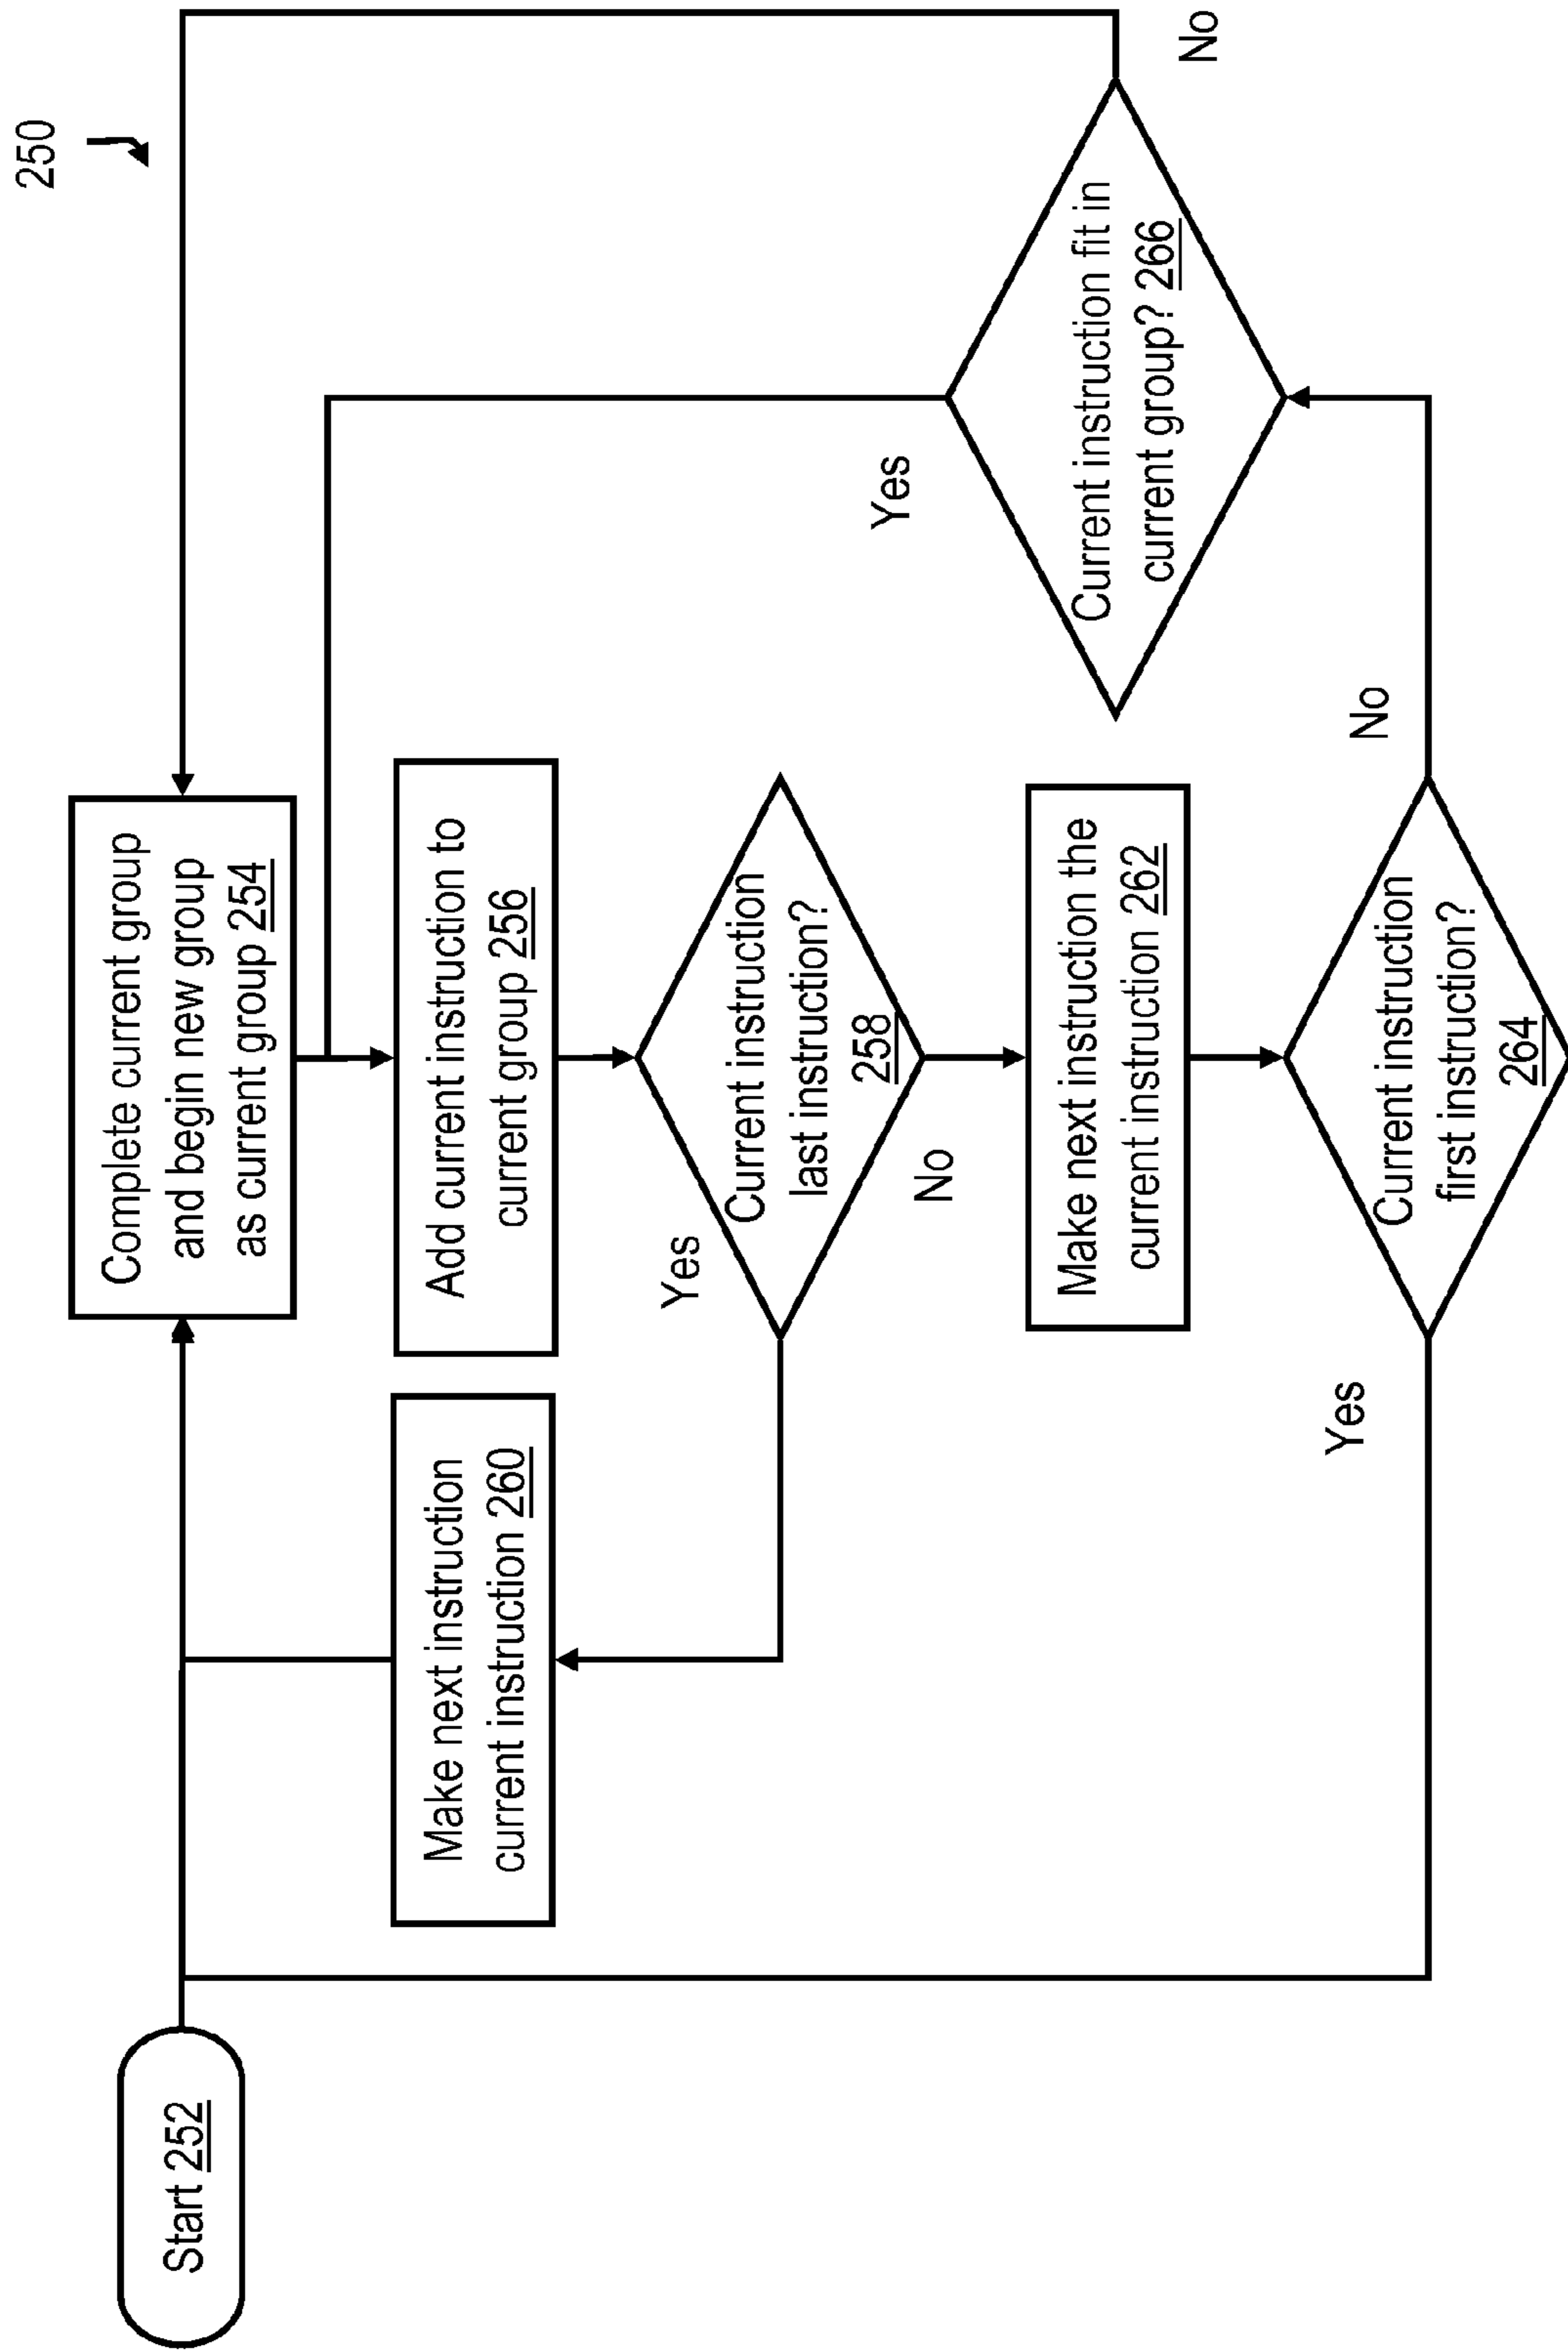 250
Start 252
Complete current group
and begin new group
as current group 254
Add current instruction to
current group 256
Make next instruction
current instruction 260
Yes
Current instruction
last instruction?
258
No
Make next instruction the
current instruction 262
Yes
Current instruction
first instruction?
264
No
Yes
Current instruction fit in
current group? 266
No